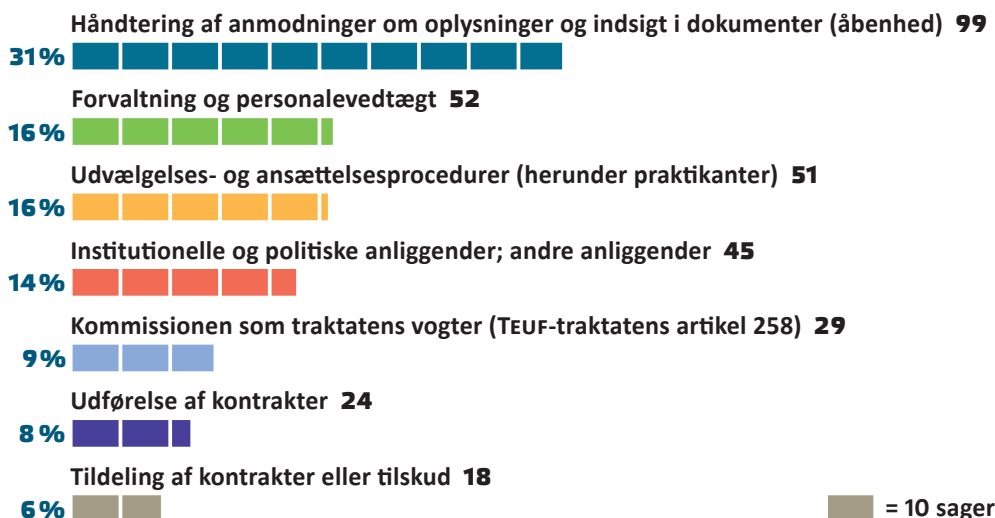 Håndtering af anmodninger om oplysninger og indsigt i dokumenter (åbenhed) 99
31%
Forvaltning og personalevedtægt 52
16%
Udvælgelses- og ansættelsesprocedurer (herunder praktikanter) 51
16%
Institutionelle og politiske anliggender; andre anliggender 45
14%
Kommissionen som traktatens vogter (TEUF-traktatens artikel 258) 29
9%
Udførelse af kontrakter 24
8%
Tildeling af kontrakter eller tilskud 18
6%
= 10 sager